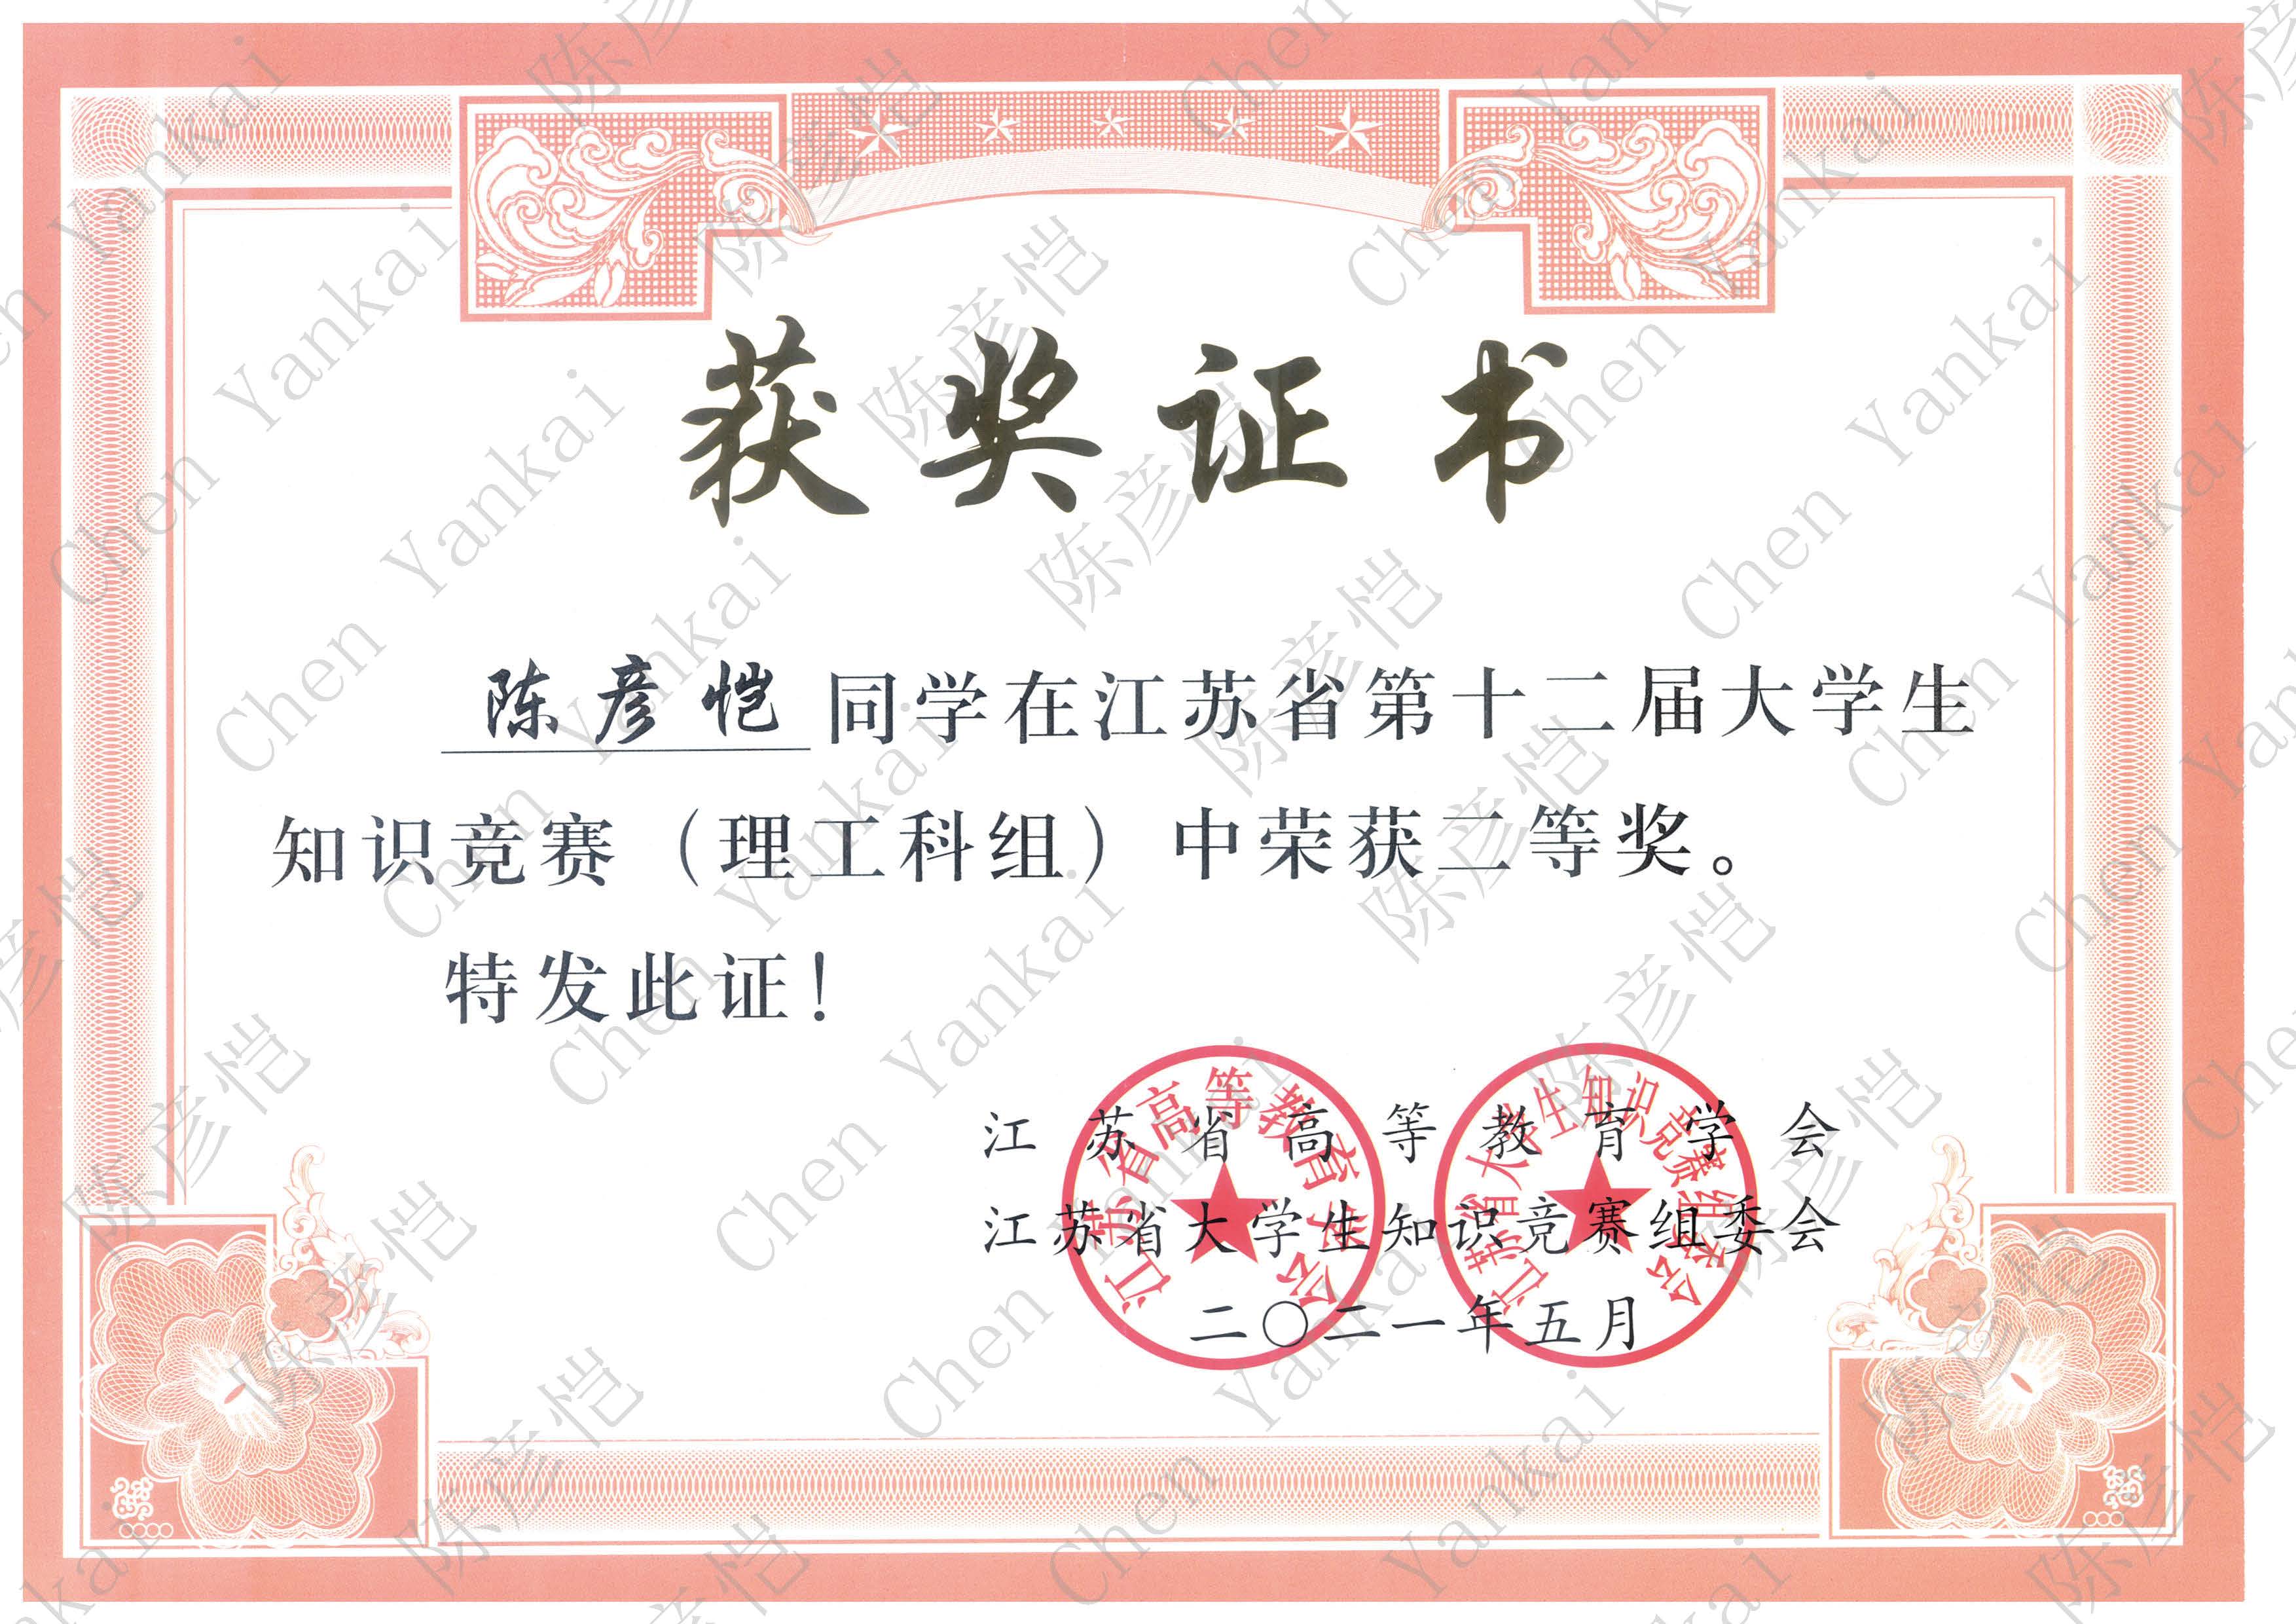 获奖证书
陈彦恺同学在江苏省第十二届大学生
知识竞赛（理工科组）中荣获二等奖。
特发此证！
江苏省高等教育学会
江苏省大学生知识竞赛组委会
二〇二一年五月
江苏省高等教育学会
江苏省大学生知识竞赛组委会
陈彦恺
Chen Yankai